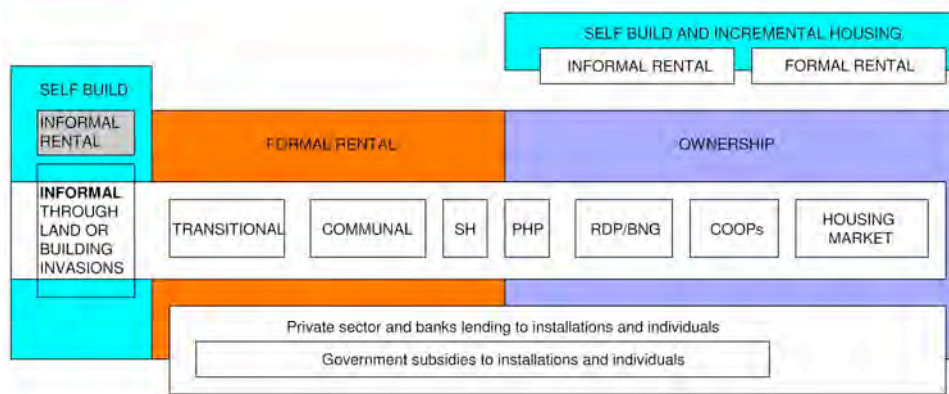 SELF BUILD AND INCREMENTAL HOUSING
INFORMAL RENTAL
FORMAL RENTAL
SELF BUILD
INFORMAL
RENTAL
FORMAL RENTAL
OWNERSHIP
INFORMAL
THROUGH
LAND OR
BUILDING
INVASIONS
TRANSITIONAL
COMMUNAL
SH
PHP
RDP/BNG
COOPs
HOUSING
MARKET
Private sector and banks lending to installations and individuals
Government subsidies to installations and individuals